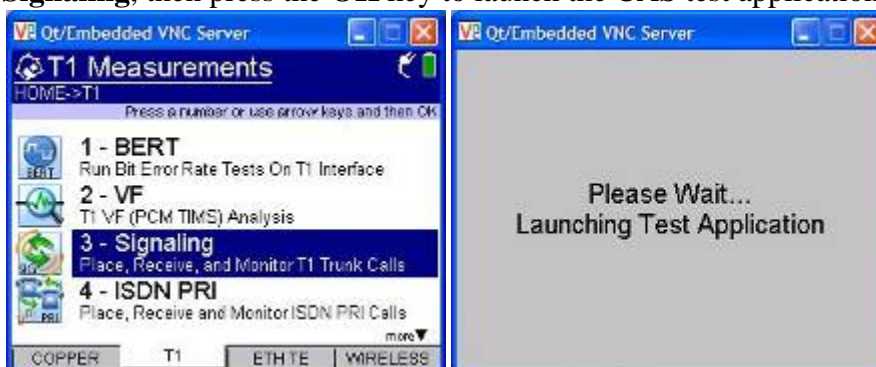 Signaling, then press the OK key to launch the CAS test application
Qt/Embedded VNC Server
T1 Measurements
HOME->T1
Press a number or use arrow keys and then OK
BERT
1 - BERT
Run Bit Error Rate Tests On T1 Interface
2 - VF
T1 VF (PCM TIMS) Analysis
3 - Signaling
Place, Receive, and Monitor T1 Trunk Calls
PRI
4 - ISDN PRI
Place, Receive and Monitor ISDN PRI Calls
more▼
COPPER T1 ETH TE WIRELESS
Qt/Embedded VNC Server
Please Wait...
Launching Test Application